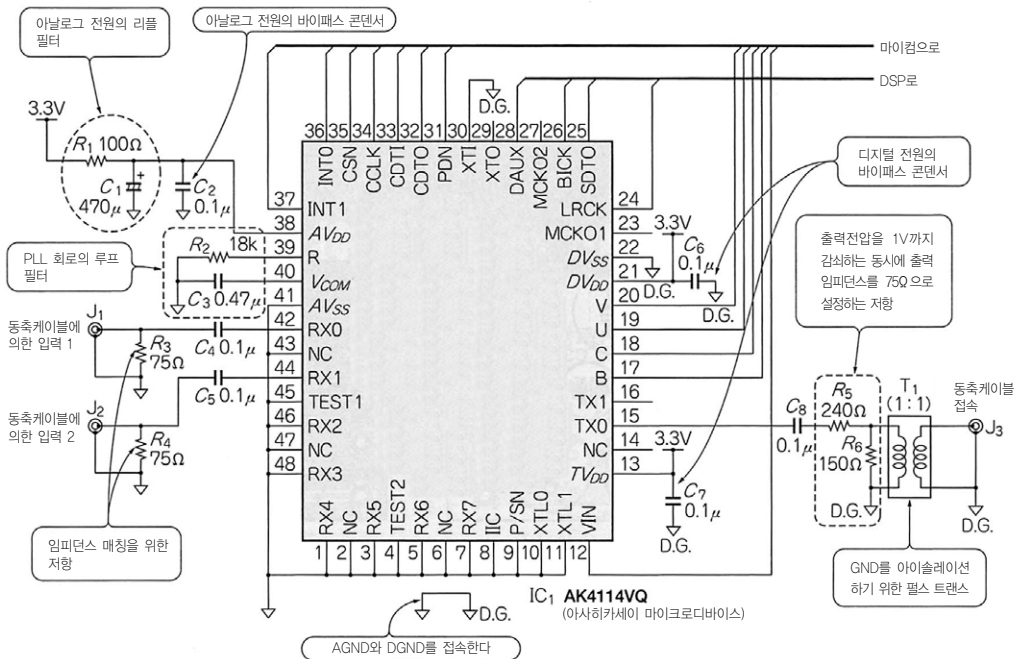 아날로그 전원의 리플
필터
아날로그 전원의 바이패스 콘덴서
마이컴으로
DSP로
3.3V
R₁ 100Ω
C₁
+
470μ
C₂
0.1μ
D.G.
36 35 34 33 32 31 30 29 28 27 26 25
INT0
CSN
CCLK
CDTI
CDTO
PDN
XTI
XTO
DAUX
MCKO2
BICK
SDTO
디지털 전원의
바이패스 콘덴서
37
INT1
38
AVDD
39
R
40
VCOM
41
AVSS
42
RX0
43
NC
44
RX1
45
TEST1
46
RX2
47
NC
48
RX3
R₂
18k
C₃ 0.47μ
PLL 회로의 루프
필터
J₁
동축케이블에
의한 입력 1
R₃
75Ω
C₄ 0.1μ
C₅ 0.1μ
J₂
동축케이블에
의한 입력 2
R₄
75Ω
임피던스 매칭을 위한
저항
24
LRCK
23
MCKO1
22
DVSS
21
DVDD
20
V
19
U
18
C
17
B
16
TX1
15
TX0
14
NC
13
TVDD
3.3V
C₆
0.1μ
D.G.
D.G.
출력전압을 1V까지
감쇠하는 동시에 출력
임피던스를 75Ω 으로
설정하는 저항
3.3V
C₇
0.1μ
D.G.
C₈
0.1μ
R₅
240Ω
R₆
150Ω
D.G.
T₁
(1:1)
동축케이블
접속
J₃
D.G.
GND를 아이솔레이션
하기 위한 펄스 트랜스
RX4
NC
RX5
TEST2
RX6
NC
RX7
IIC
P/SN
XTL0
XTL1
VIN
1 2 3 4 5 6 7 8 9 10 11 12
IC₁ AK4114VQ
(아사히카세이 마이크로디바이스)
D.G.
AGND와 DGND를 접속한다